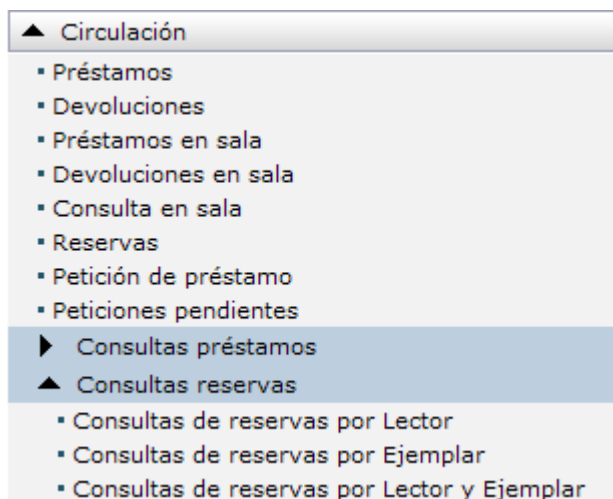 Circulación
Préstamos
Devoluciones
Préstamos en sala
Devoluciones en sala
Consulta en sala
Reservas
Petición de préstamo
Peticiones pendientes
Consultas préstamos
Consultas reservas
Consultas de reservas por Lector
Consultas de reservas por Ejemplar
Consultas de reservas por Lector y Ejemplar